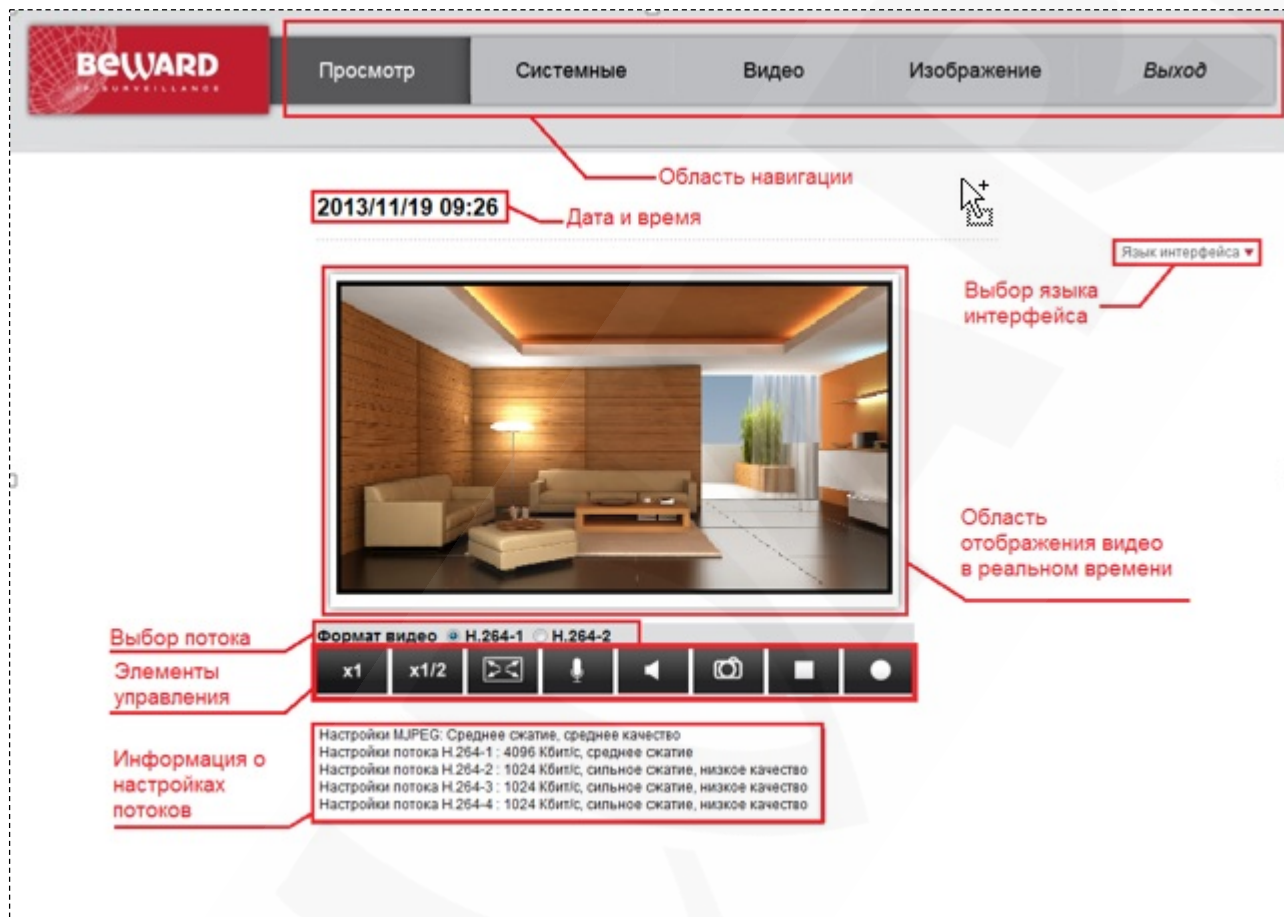 BEWARD
IP SURVEILLANCE
Просмотр
Системные
Видео
Изображение
Выход
Область навигации
2013/11/19 09:26
Дата и время
Язык интерфейса
Выбор языка
интерфейса
Область
отображения видео
в реальном времени
Выбор потока
Формат видео H.264-1 H.264-2
Элементы
управления
x1
x1/2
Информация о
настройках
потоков
Настройки MJPEG: Среднее сжатие, среднее качество
Настройки потока H.264-1 : 4096 Кбит/с, среднее сжатие
Настройки потока H.264-2 : 1024 Кбит/с, сильное сжатие, низкое качество
Настройки потока H.264-3 : 1024 Кбит/с, сильное сжатие, низкое качество
Настройки потока H.264-4 : 1024 Кбит/с, сильное сжатие, низкое качество